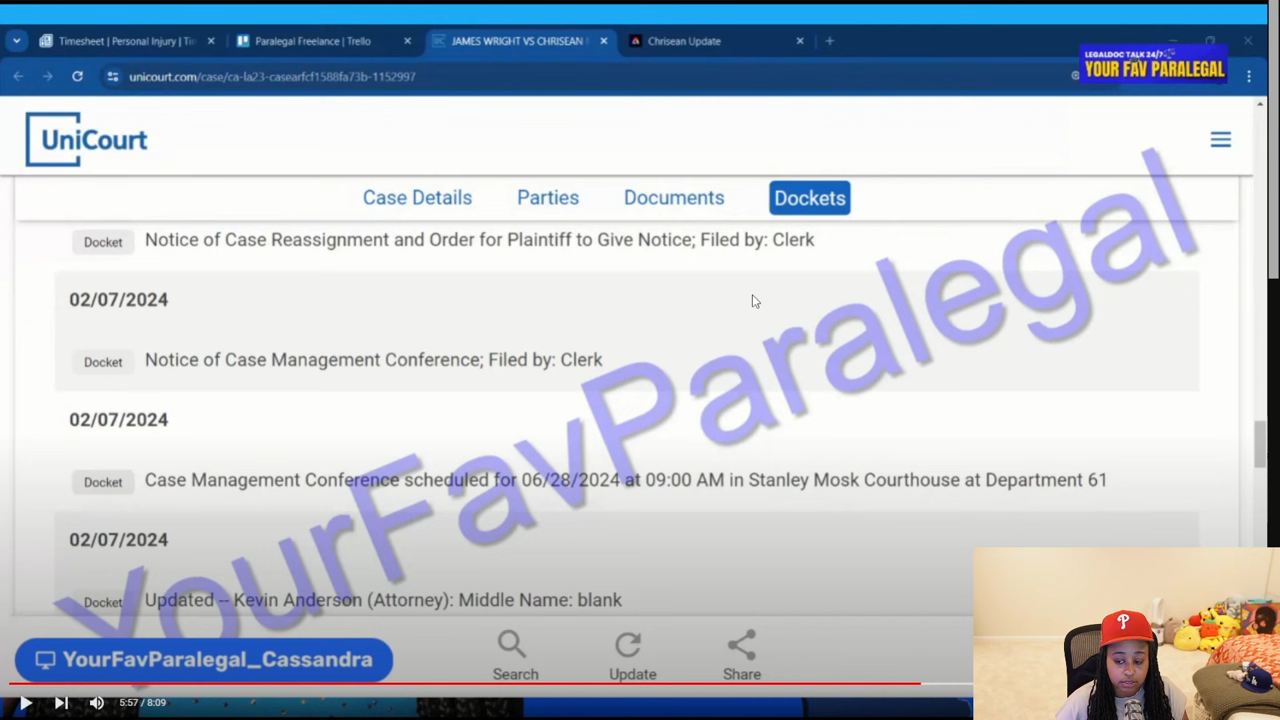 Timesheet | Personal Injury | Tim
Paralegal Freelance | Trello
JAMES WRIGHT VS CHRISEAN
Chrisean Update
unicourt.com/case/ca-la23-casearfcf1588fa73b-1152997
LEGALDOC TALK 24/7
YOUR FAV PARALEGAL
UniCourt
Case Details
Parties
Documents
Dockets
Docket Notice of Case Reassignment and Order for Plaintiff to Give Notice; Filed by: Clerk
02/07/2024
Docket Notice of Case Management Conference; Filed by: Clerk
02/07/2024
Docket Case Management Conference scheduled for 06/28/2024 at 09:00 AM in Stanley Mosk Courthouse at Department 61
02/07/2024
Docket Updated -- Kevin Anderson (Attorney): Middle Name: blank
YourFavParalegal
YourFavParalegal_Cassandra
Search
Update
Share
5:57 / 8:09
P